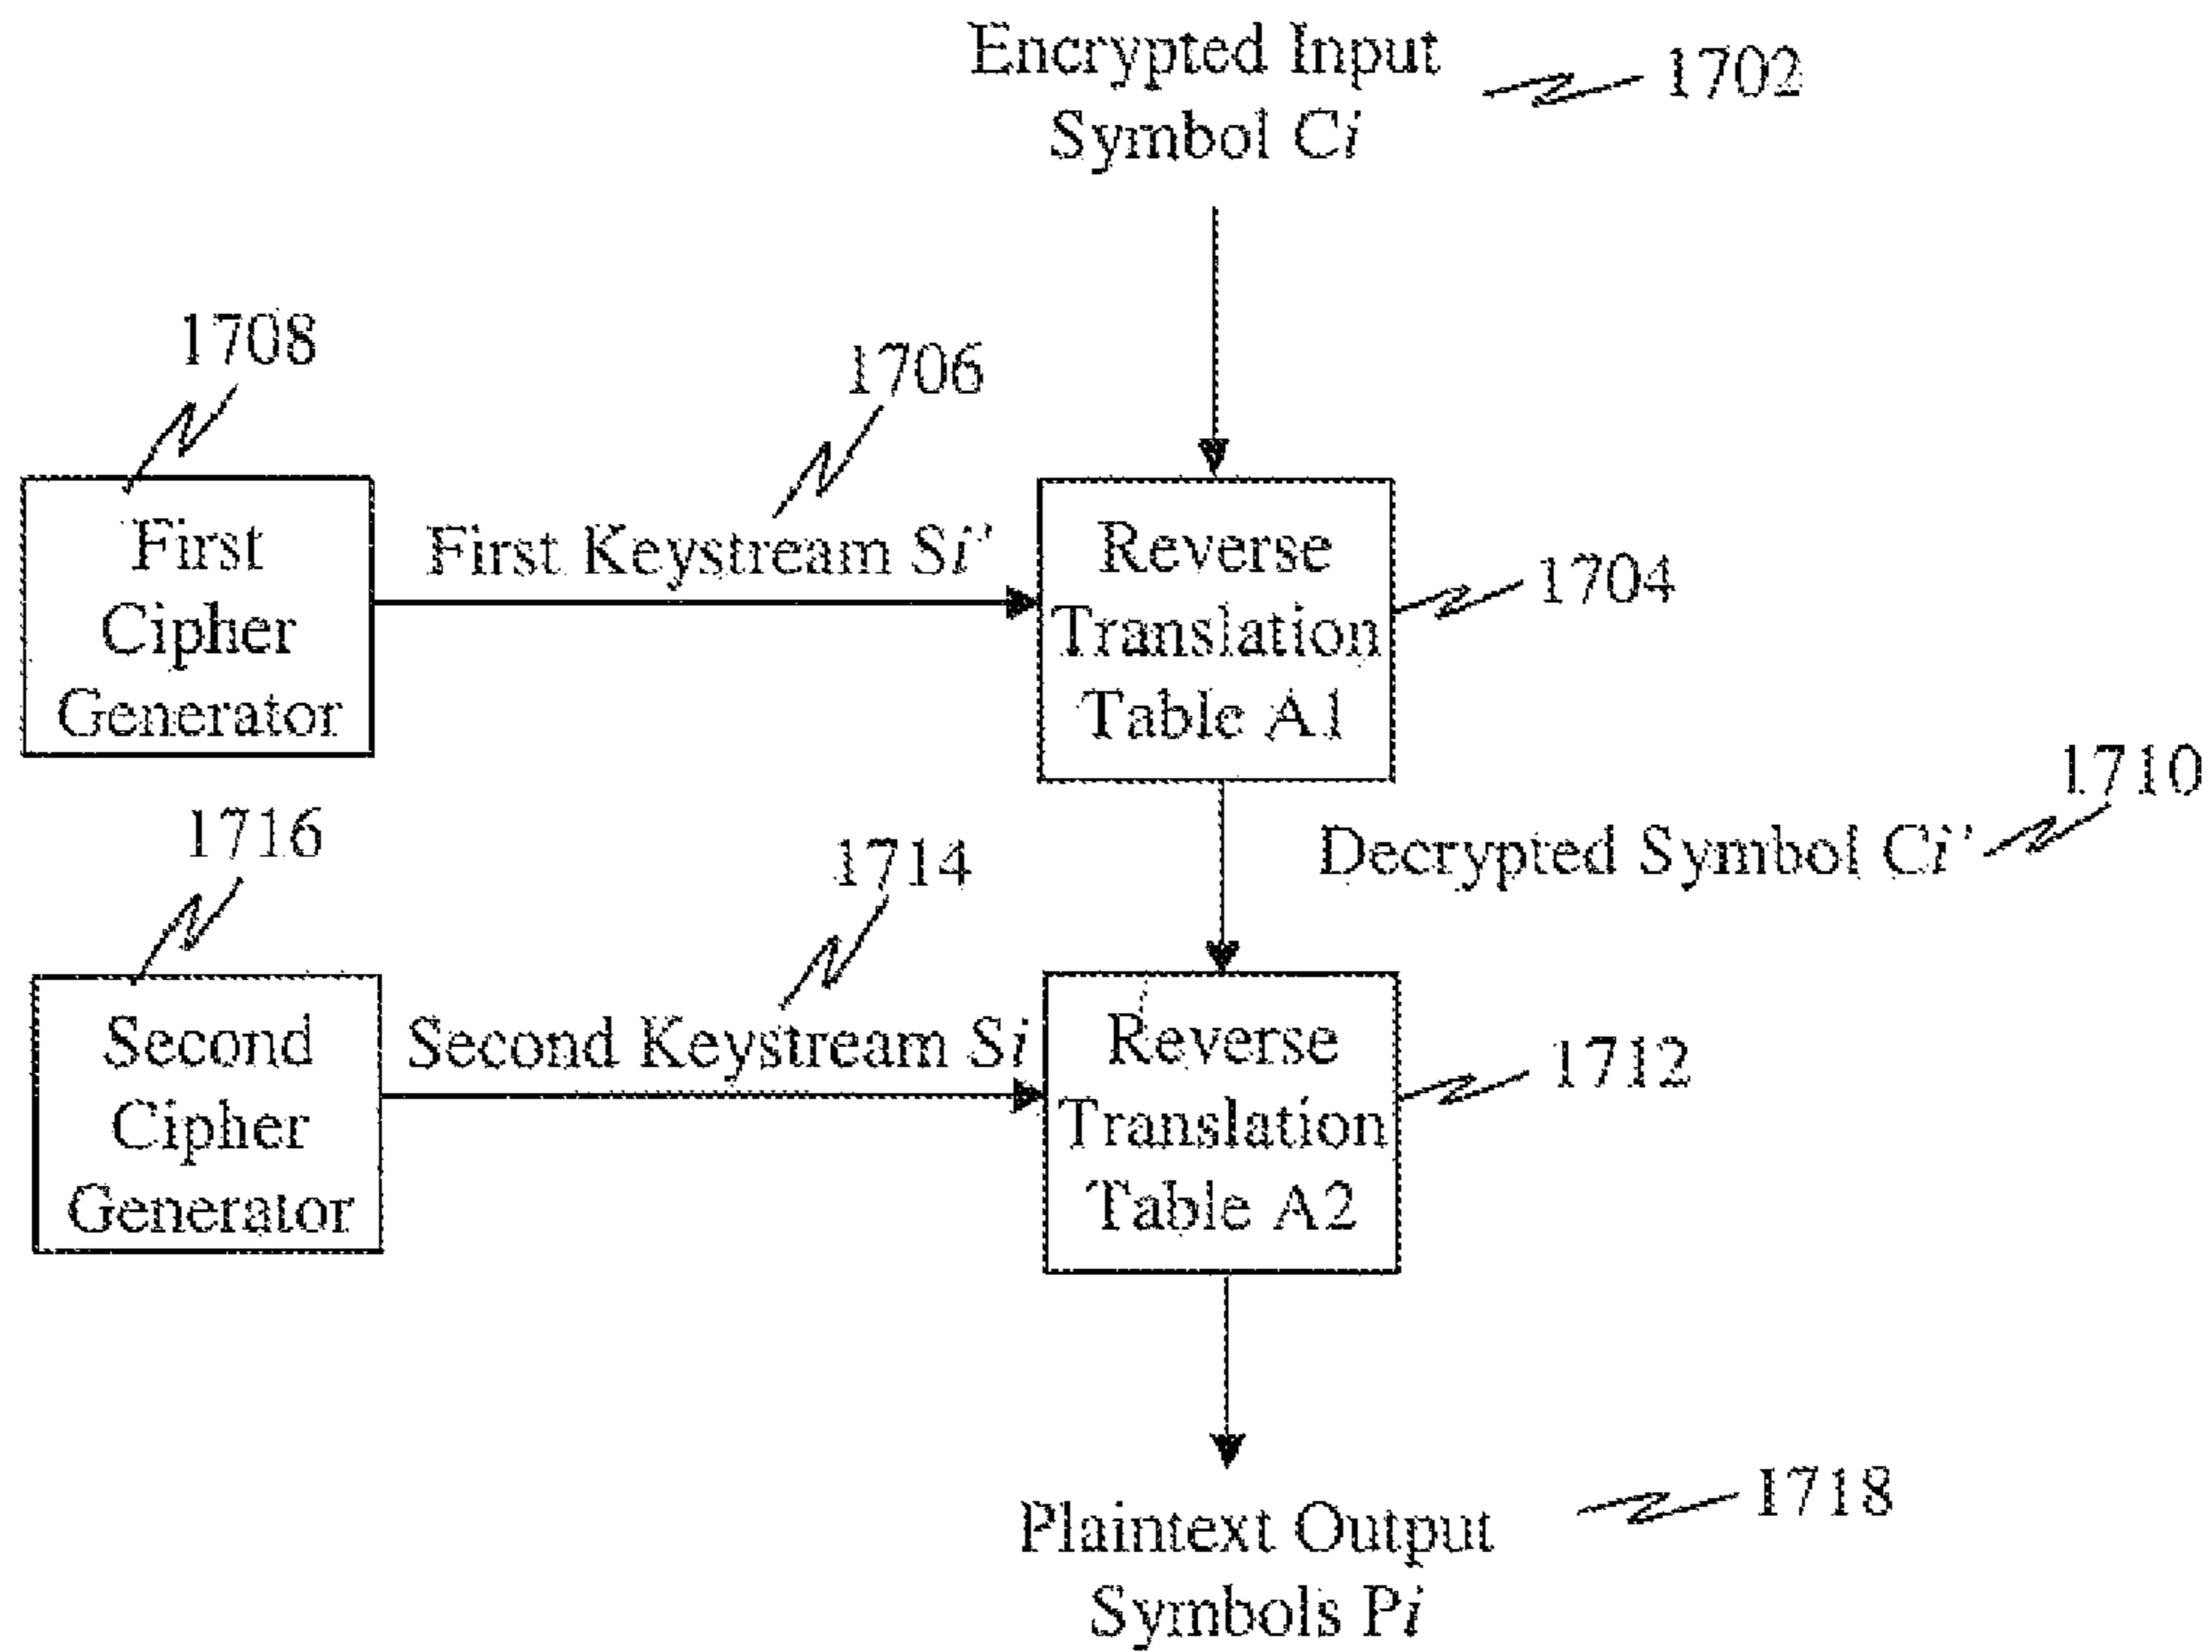 Encrypted Input
Symbol Ci
1702
1708
1706
First
Cipher
Generator
First Keystream Si'
Reverse
Translation
Table A1
1704
1710
1716
1714
Decrypted Symbol Ci'
Second
Cipher
Generator
Second Keystream Si
Reverse
Translation
Table A2
1712
Plaintext Output
Symbols Pi
1718